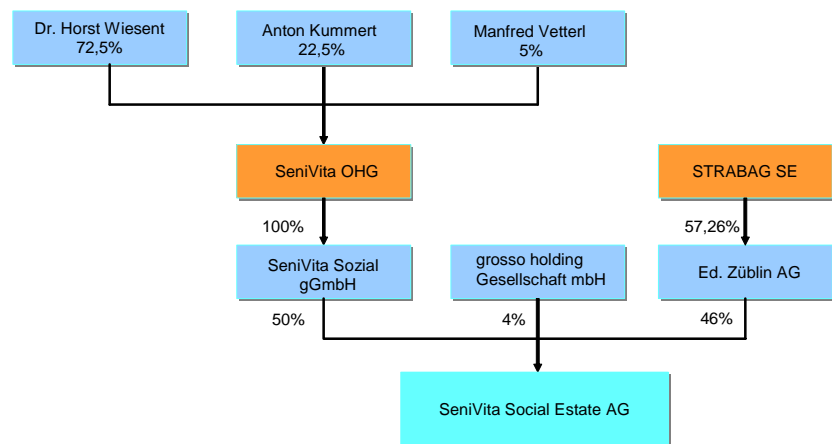 Dr. Horst Wiesent
72,5%
Anton Kummert
22,5%
Manfred Vetterl
5%
SeniVita OHG
STRABAG SE
100%
57,26%
SeniVita Sozial
gGmbH
grosso holding
Gesellschaft mbH
Ed. Züblin AG
50%
4%
46%
SeniVita Social Estate AG